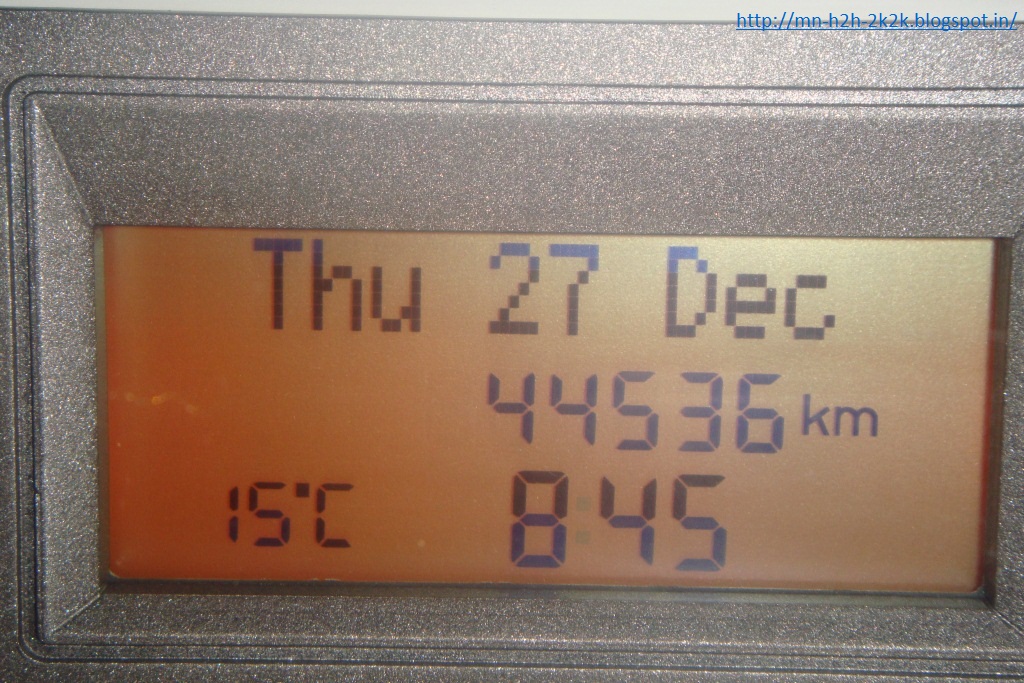 http://mn-h2h-2k2k.blogspot.in/
Thu 27 Dec
44536 km
15°C 8:45